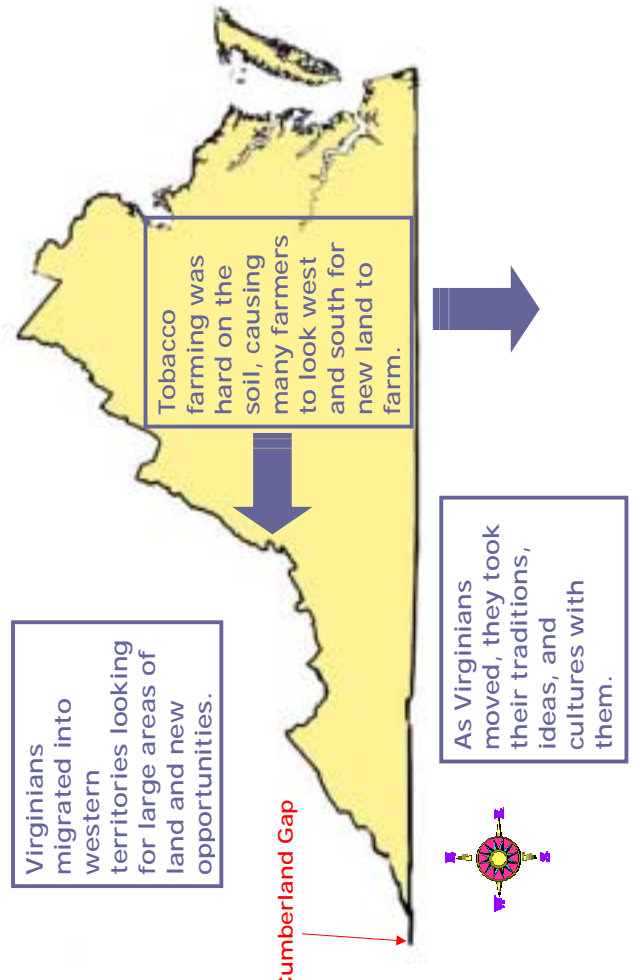 Virginians
migrated into
western
territories looking
for large areas of
land and new
opportunities.
Tobacco
farming was
hard on the
soil, causing
many farmers
to look west
and south for
new land to
farm.
Cumberland Gap
As Virginians
moved, they took
their traditions,
ideas, and
cultures with
them.